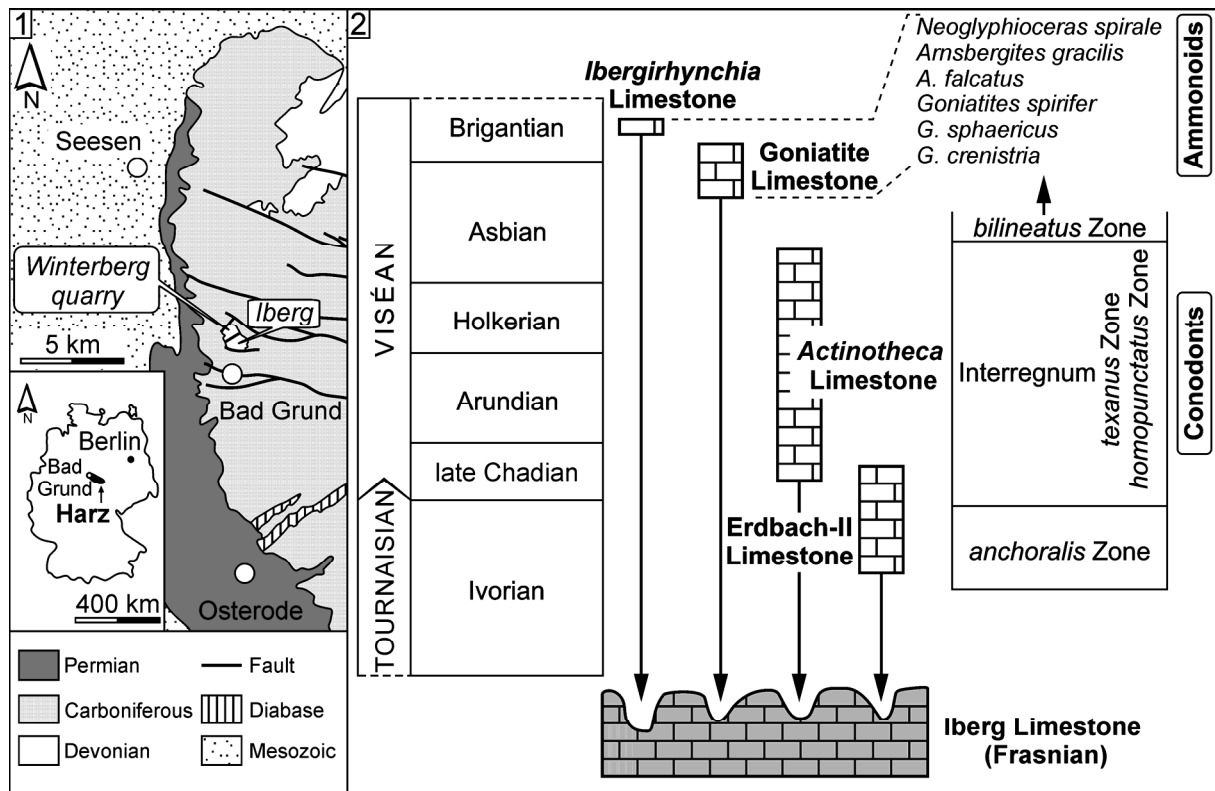 1
N
Seesen
Winterberg
quarry
Iberg
5 km
Bad Grund
N
Berlin
Bad
Grund
Harz
400 km
Osterode
Permian
Fault
Carboniferous
Diabase
Devonian
Mesozoic
2
VISÉAN
TOURNAISIAN
Brigantian
Asbian
Holkerian
Arundian
late Chadian
Ivorian
Ibergirhynchia
Limestone
Goniatite
Limestone
Actinotheca
Limestone
Erdbach-II
Limestone
Iberg Limestone
(Frasnian)
Neoglyphioceras spirale
Arnsbergites gracilis
A. falcatus
Goniatites spirifer
G. sphaericus
G. crenistria
Ammonoids
bilineatus Zone
Interregnum
texanus Zone
homopunctatus Zone
anchoralis Zone
Conodonts